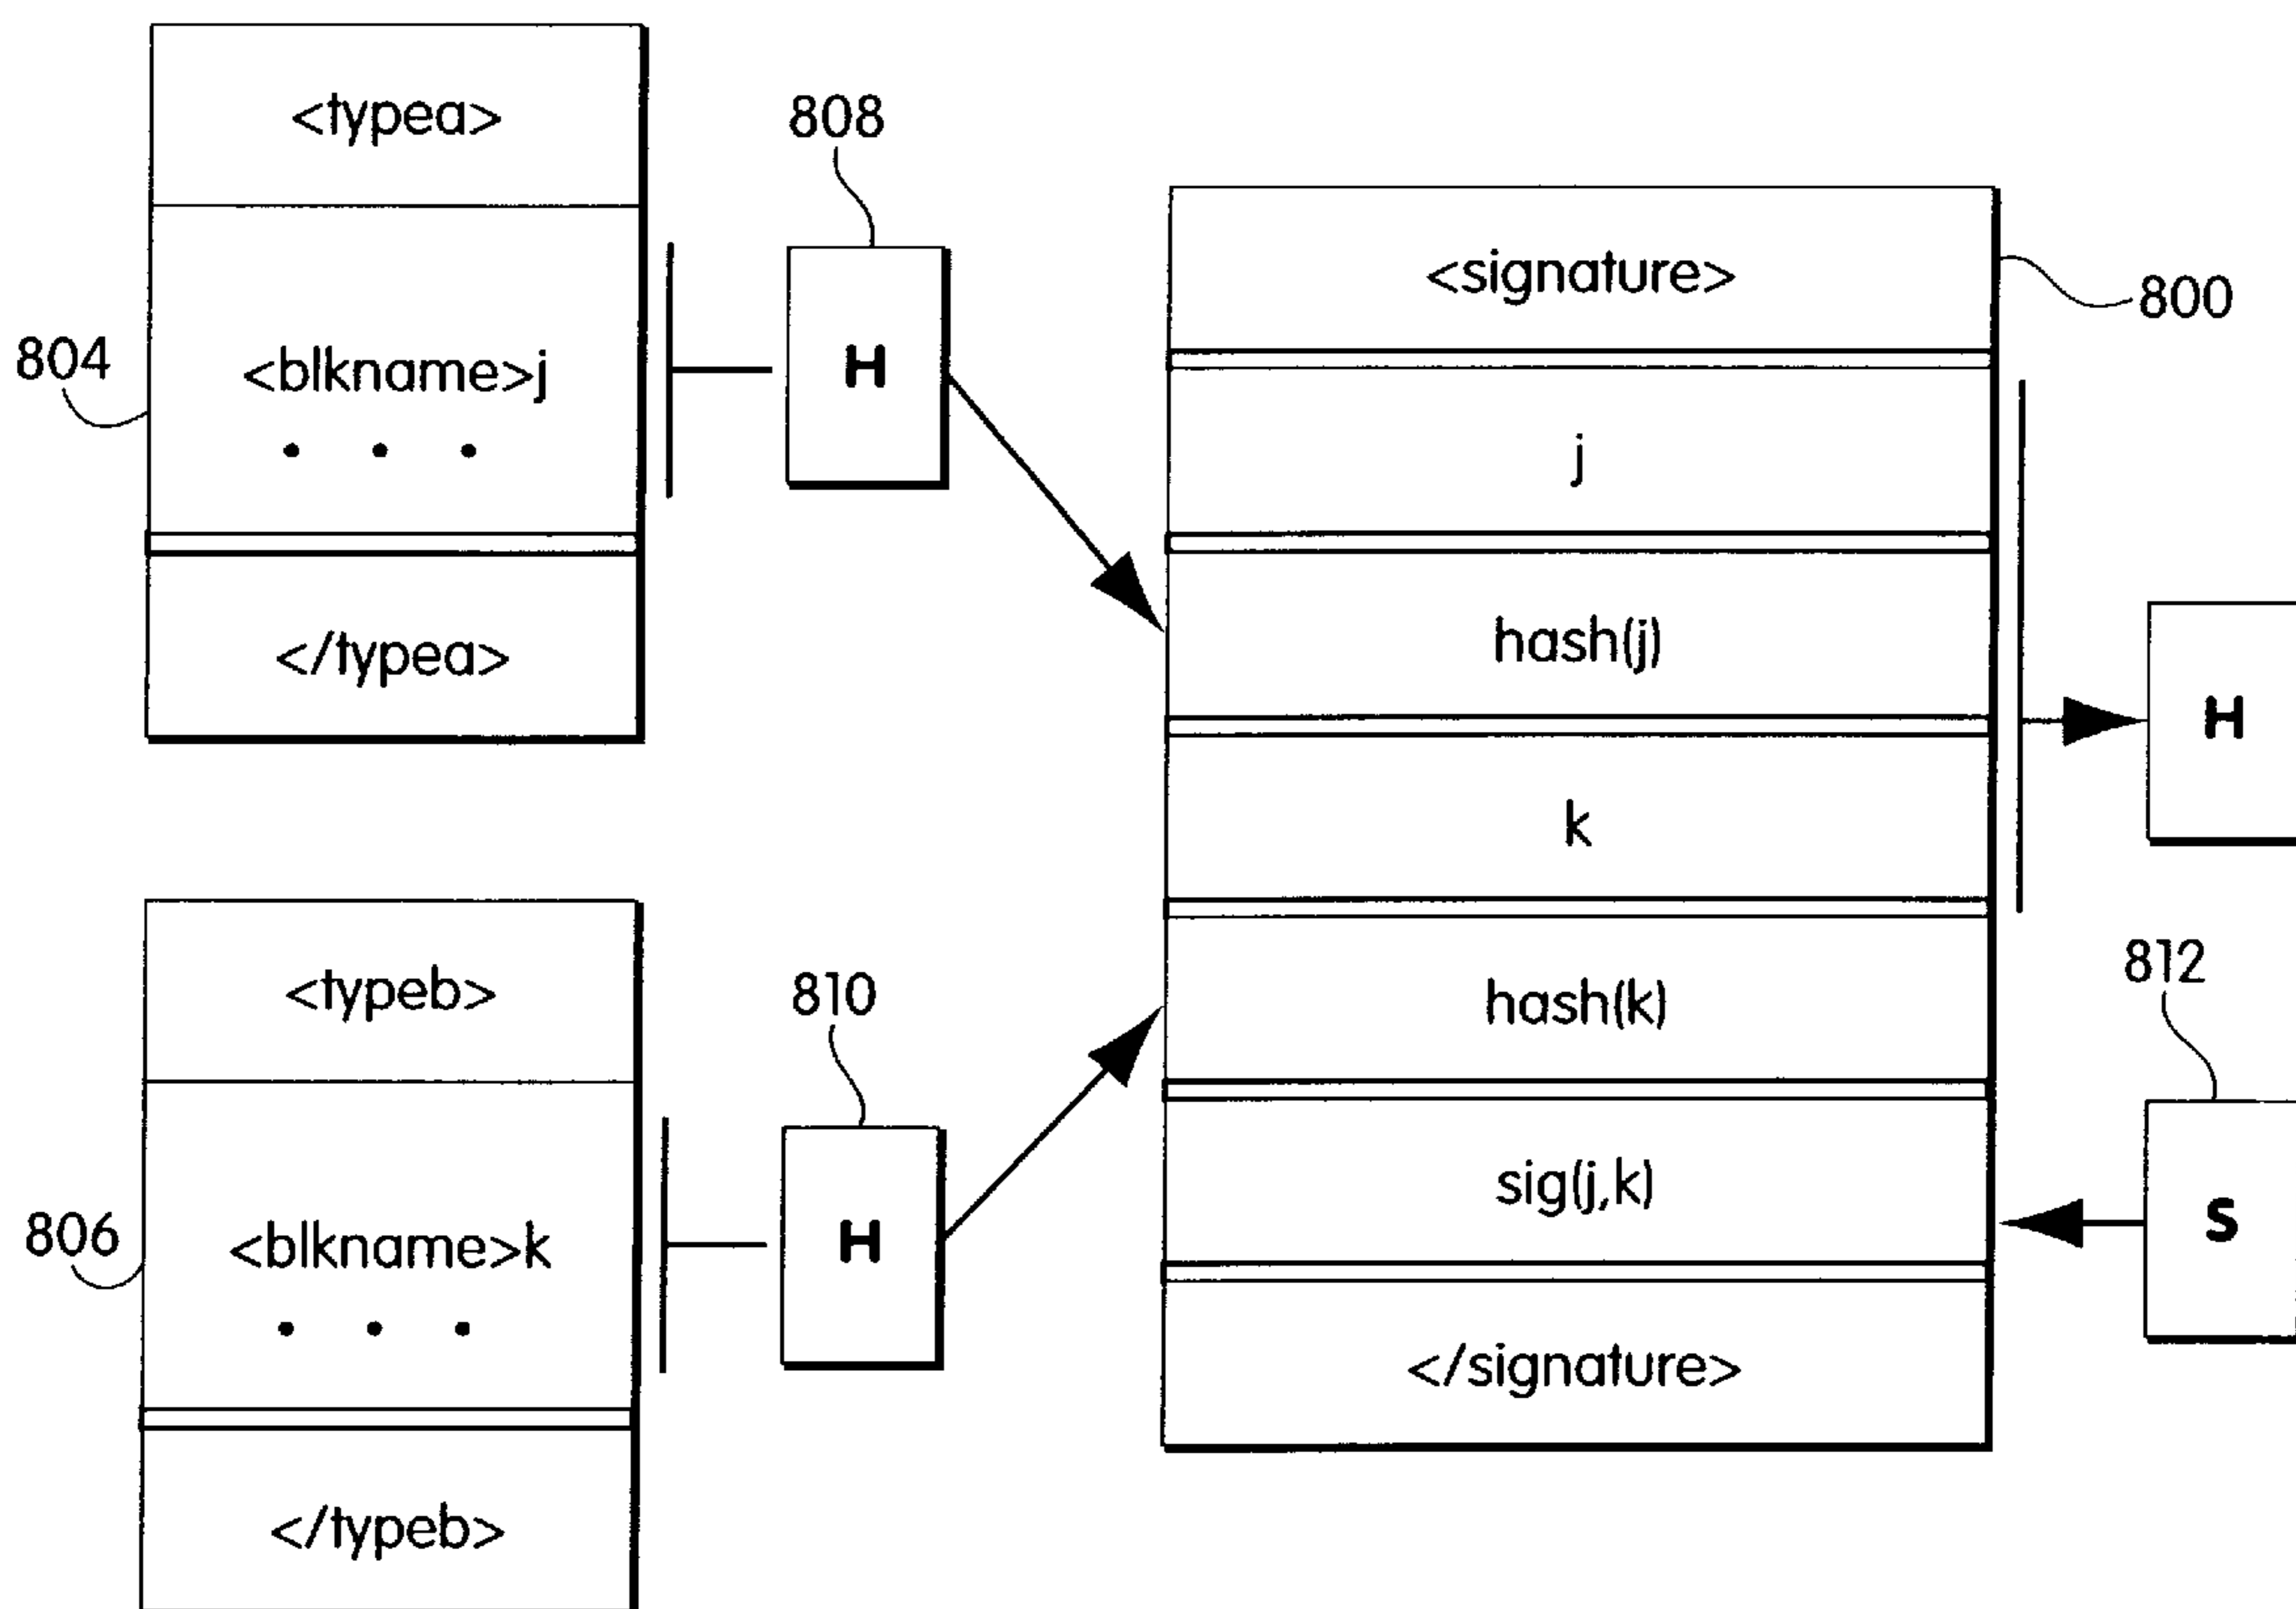 <typea>
808
<blkname>j
. . .
804
H
</typea>
<signature>
800
j
hash(j)
k
hash(k)
sig(j,k)
</signature>
H
812
S
<typeb>
810
<blkname>k
. . .
806
H
</typeb>